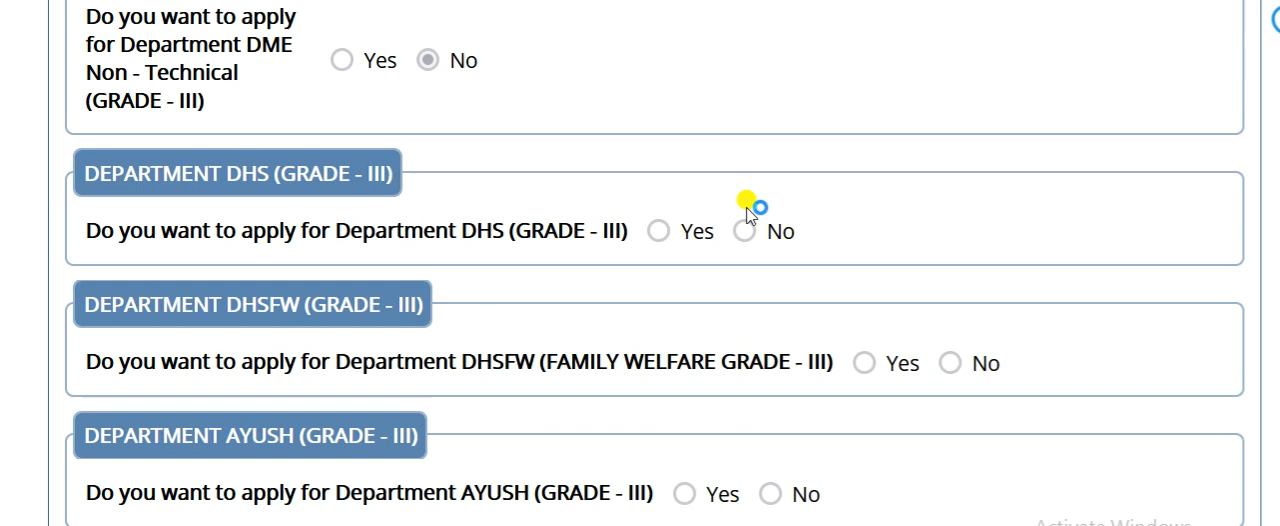 Do you want to apply
for Department DME
Non - Technical
(GRADE - III)
Yes No
DEPARTMENT DHS (GRADE - III)
Do you want to apply for Department DHS (GRADE - III) Yes No
DEPARTMENT DHSFW (GRADE - III)
Do you want to apply for Department DHSFW (FAMILY WELFARE GRADE - III) Yes No
DEPARTMENT AYUSH (GRADE - III)
Do you want to apply for Department AYUSH (GRADE - III) Yes No
Activate Windows